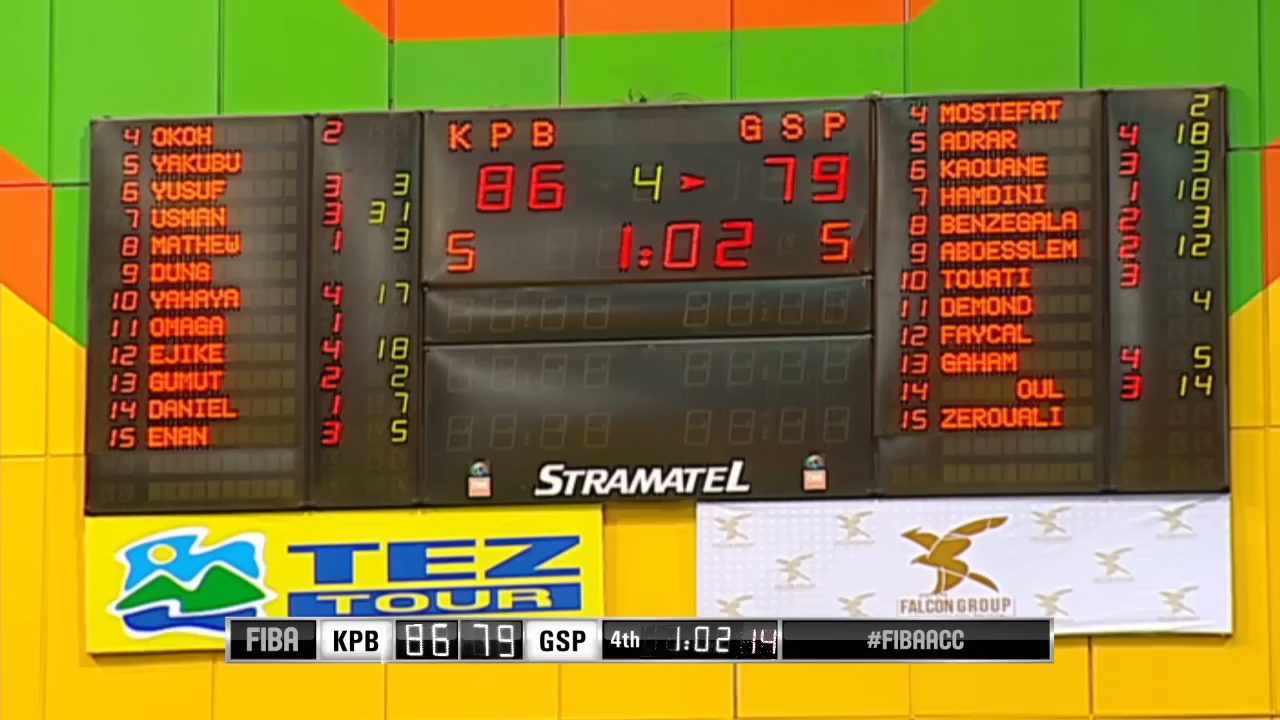 4 OKOH 2
5 YAKUBU
6 YUSUF 3 3
7 USMAN 3 31
8 MATHEW 1 3
9 DUNG
10 YAHAYA 4 17
11 OMAGA 1
12 EJIKE 4 18
13 GUMUT 2 2
14 DANIEL 1 7
15 ENAN 3 5
KPB GSP
86 4 79
5 1:02 5
STRAMATEL
4 MOSTEFAT 2
5 ADRAR 4 18
6 KAOUANE 3 3
7 HAMDINI 1 18
8 BENZEGALA 2 3
9 ABDESSLEM 2 12
10 TOUATI 3
11 DEMOND 4
12 FAYCAL
13 GAHAM 4 5
14 OUL 3 14
15 ZEROUALI
TEZ
TOUR
FALCON GROUP
FIBA KPB 86 79 GSP 4th 1:02 14 #FIBAACC